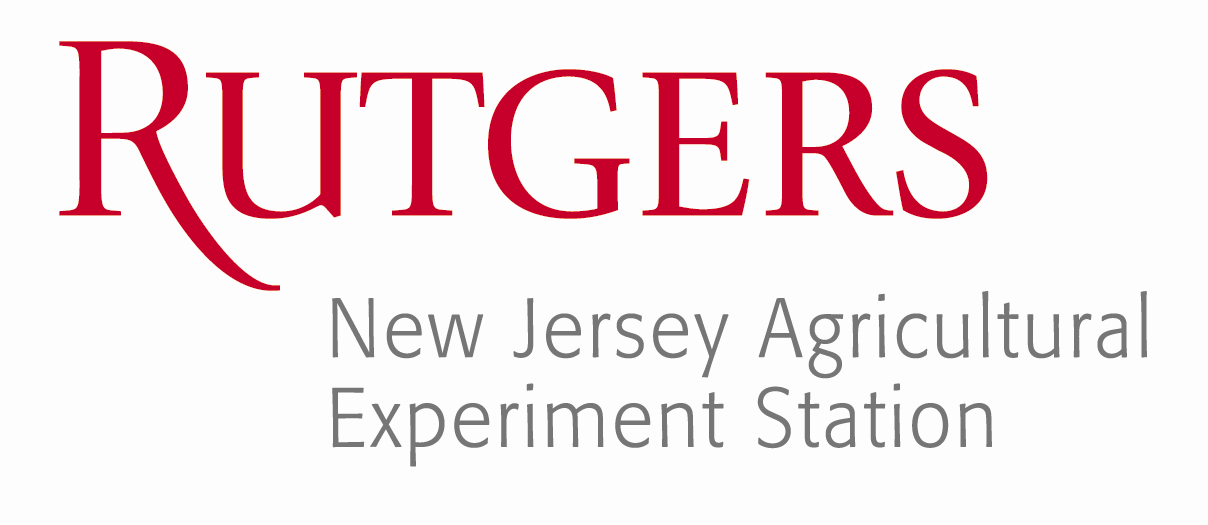 RUTGERS
New Jersey Agricultural
Experiment Station